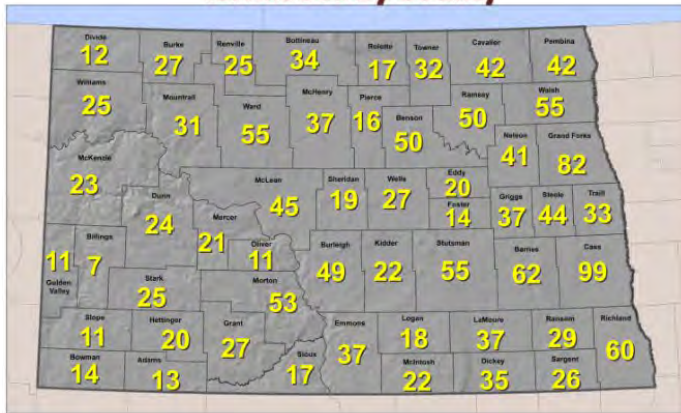 Divide
12
Burke
27
Renville
25
Bottineau
34
Rolette
17
Towner
32
Cavalier
42
Pembina
42
Williams
25
Mountrail
31
Ward
55
McHenry
37
Pierce
16
Benson
50
Ramsey
50
Walsh
55
Nelson
41
Grand Forks
82
McKenzie
23
Dunn
24
McLean
45
Sheridan
19
Wells
27
Eddy
20
Foster
14
Griggs
37
Steele
44
Traill
33
Mercer
21
Oliver
11
11
Golden
Valley
Billings
7
Stark
25
Morton
53
Burleigh
49
Kidder
22
Stutsman
55
Barnes
62
Cass
99
Slope
11
Hettinger
20
Grant
27
Emmons
37
Logan
18
LaMoure
37
Ransom
29
Richland
60
Bowman
14
Adams
13
Sioux
17
McIntosh
22
Dickey
35
Sargent
26